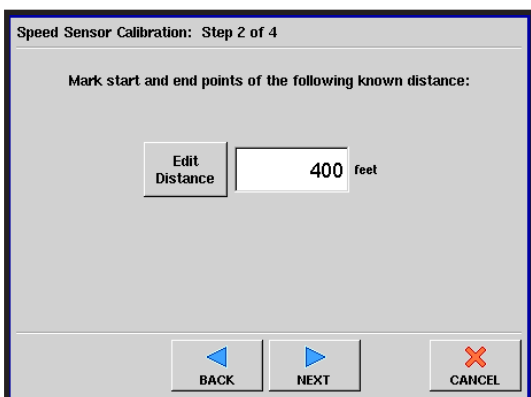 Speed Sensor Calibration: Step 2 of 4
Mark start and end points of the following known distance:
Edit
Distance
400 feet
BACK NEXT CANCEL